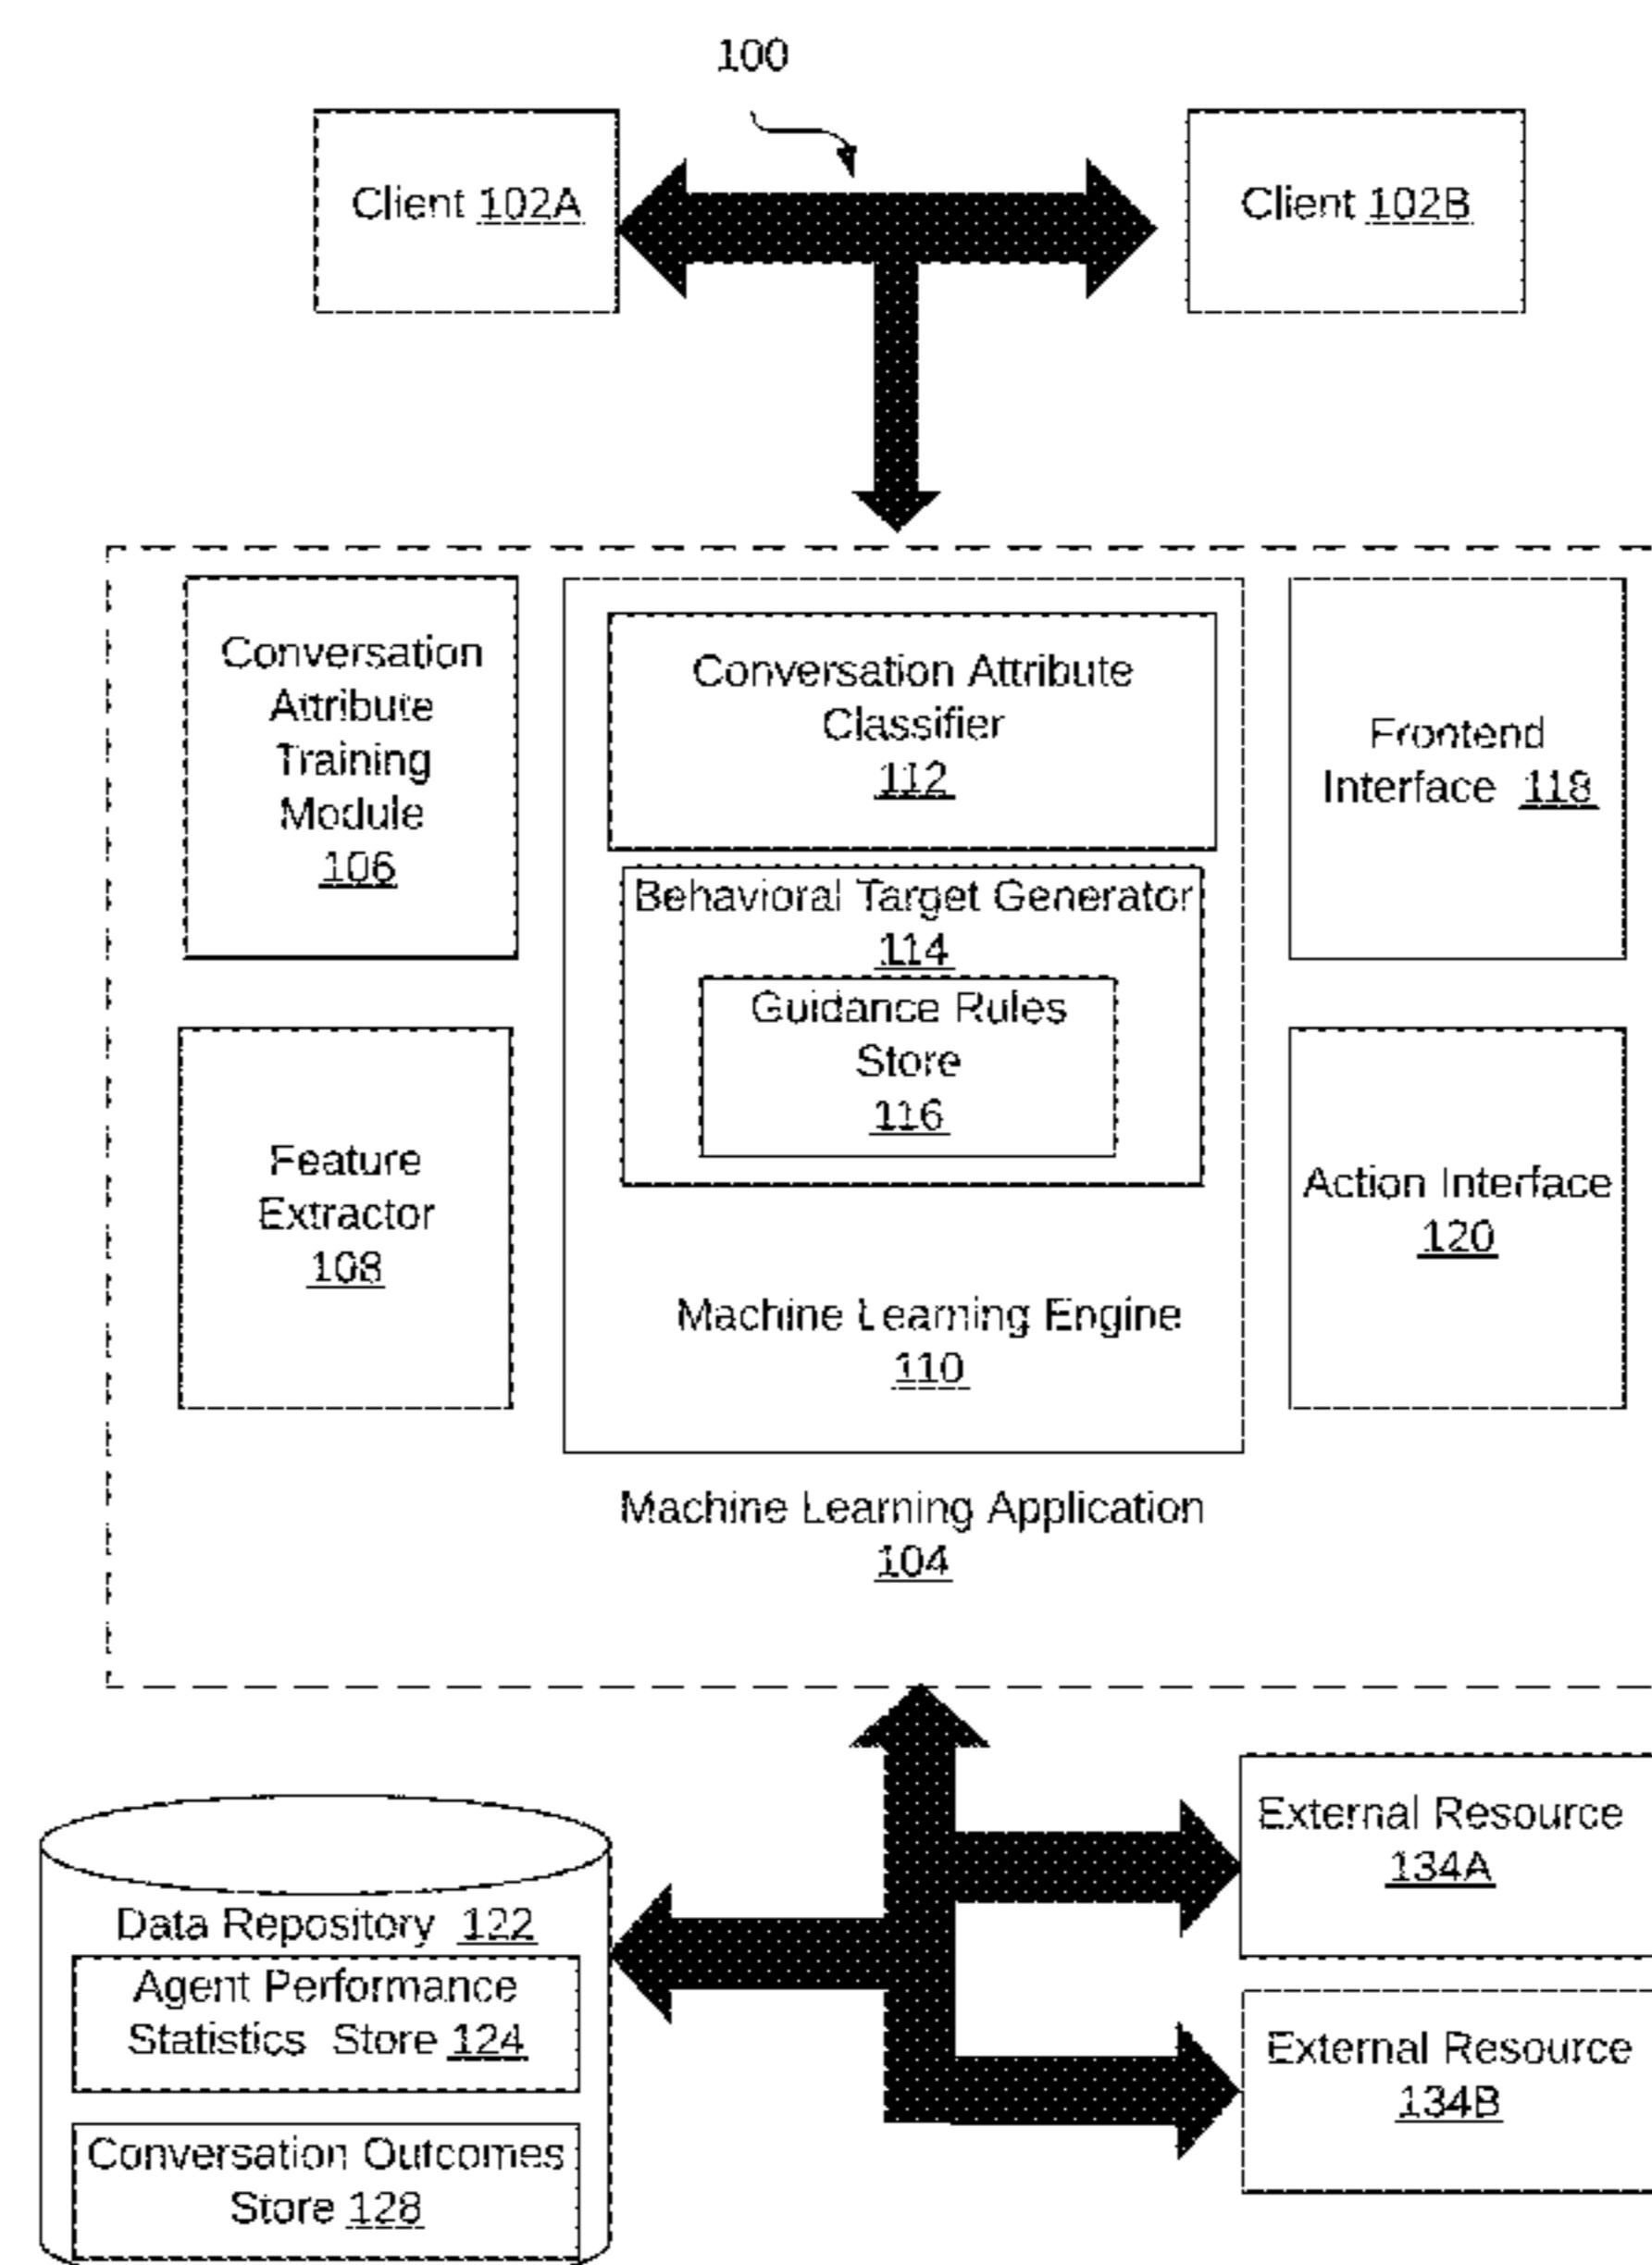 100
Client 102A
Client 102B
Conversation
Attribute
Training
Module
106
Conversation Attribute
Classifier
112
Frontend
Interface 118
Behavioral Target Generator
114
Guidance Rules
Store
116
Feature
Extractor
108
Action Interface
120
Machine Learning Engine
110
Machine Learning Application
104
External Resource
134A
Data Repository 122
Agent Performance
Statistics Store 124
External Resource
134B
Conversation Outcomes
Store 128